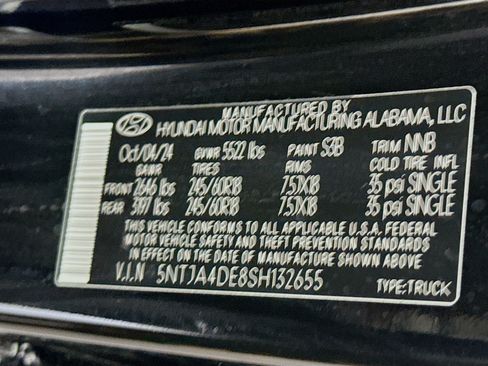 MANUFACTURED BY
HYUNDAI MOTOR MANUFACTURING ALABAMA, LLC
Oct/04/24 GVWR 5522 lbs PAINT S3B TRIM NNB
GAWR TIRES RIMS COLD TIRE INFL
FRONT 2646 lbs 245/60R18 7.5JX18 35 psi SINGLE
REAR 3197 lbs 245/60R18 7.5JX18 35 psi SINGLE
THIS VEHICLE CONFORMS TO ALL APPLICABLE U.S.A. FEDERAL
MOTOR VEHICLE SAFETY AND THEFT PREVENTION STANDARDS
IN EFFECT ON THE DATE OF MANUFACTURE SHOWN ABOVE
V.I.N 5NTJA4DE8SH132655 TYPE:TRUCK